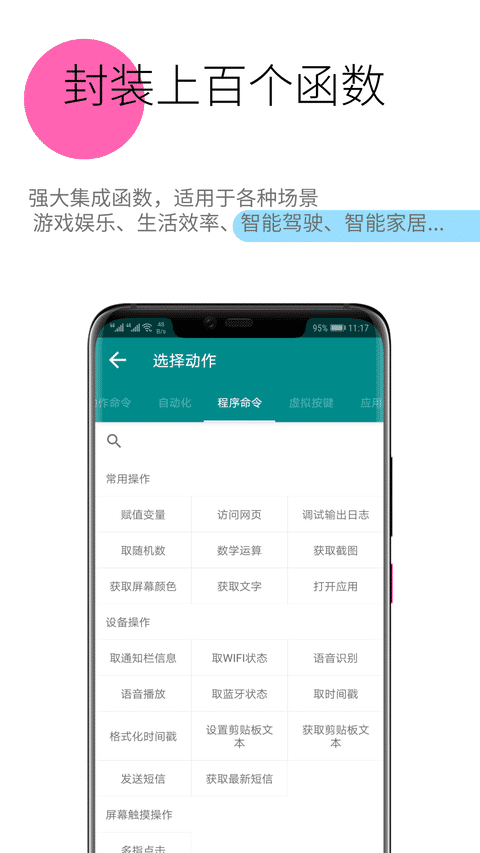 封装上百个函数
强大集成函数，适用于各种场景
游戏娱乐、生活效率、智能驾驶、智能家居...
48 B/s 95% 11:17
选择动作
作命令 自动化 程序命令 虚拟按键 应用
常用操作
赋值变量 访问网页 调试输出日志
取随机数 数学运算 获取截图
获取屏幕颜色 获取文字 打开应用
设备操作
取通知栏信息 取WIFI状态 语音识别
语音播放 取蓝牙状态 取时间戳
格式化时间戳 设置剪贴板文本 获取剪贴板文本
发送短信 获取最新短信
屏幕触摸操作
多指点击